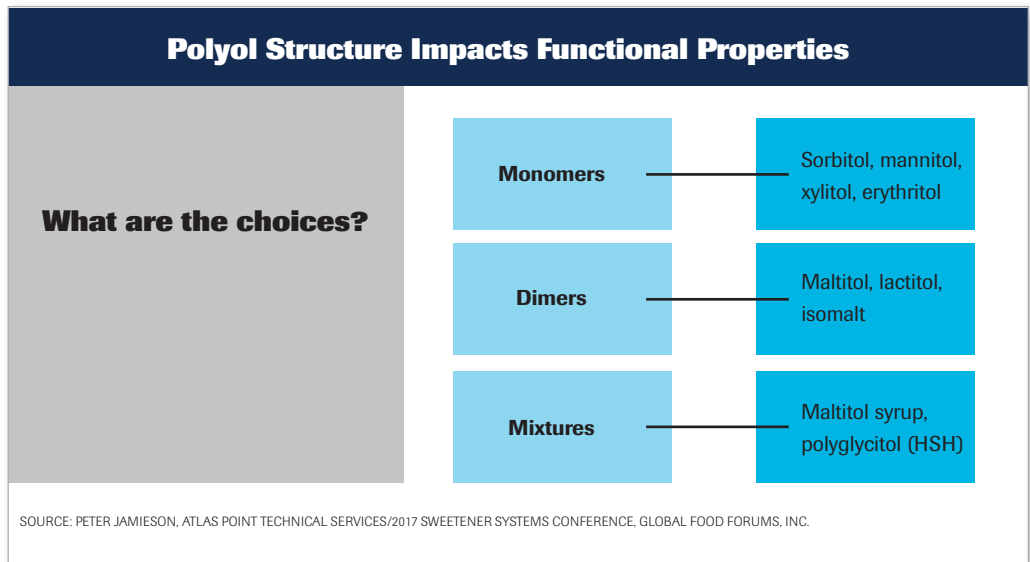 Polyol Structure Impacts Functional Properties
What are the choices?
Monomers
Sorbitol, mannitol,
xylitol, erythritol
Dimers
Maltitol, lactitol,
isomalt
Mixtures
Maltitol syrup,
polyglycitol (HSH)
SOURCE: PETER JAMIESON, ATLAS POINT TECHNICAL SERVICES/2017 SWEETENER SYSTEMS CONFERENCE, GLOBAL FOOD FORUMS, INC.